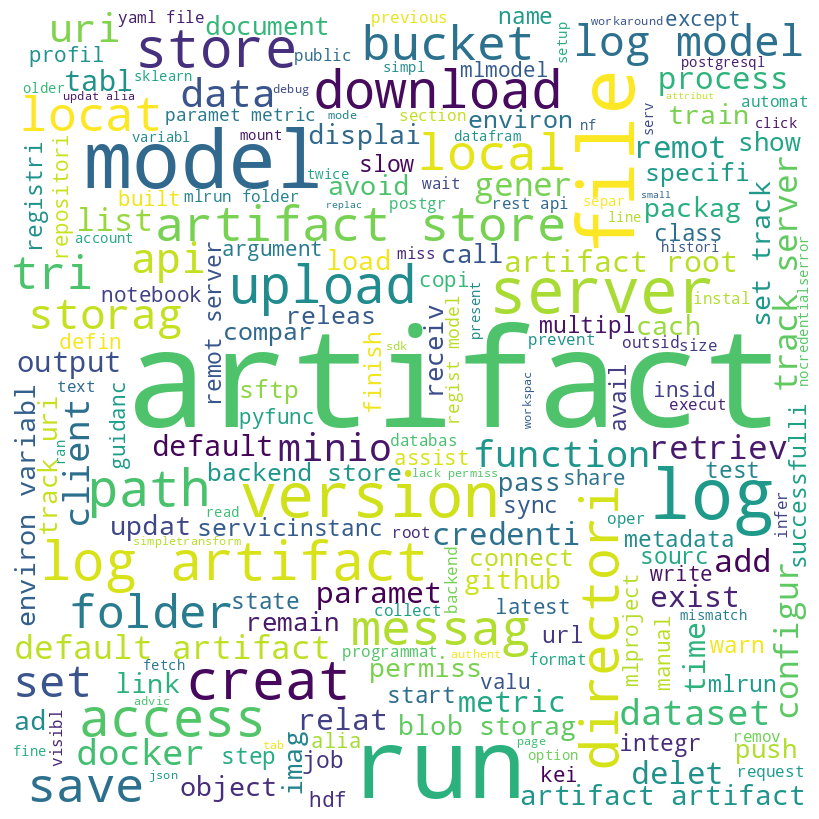 yaml file
previous
workaround
except
uri
document
name
setup
store
bucket
log model
profil
public
postgresql
tabl
sklearn
simpl
mlmodel
older
updat alia
debug
data
download
process
attribut
locat
paramet metric
mode
section
environ
automat
variabl
mount
datafram
nf
serv
train
click
displai
local
file
remot
show
model
slow
twice
registri
repositori
built
mlrun folder
avoid
wait
gener
specifi
replac
postgr
rest api
separ
small
list
artifact store
line
packag
account
argument
miss
histori
class
tri
api
load
call
artifact root
set track
track server
nocredentialserror
remot server
upload
copi
present
server
instal
notebook
releas
receiv
multipl
cach
storag
defin
compar
finish
regist model
prevent
outsid
size
output
sdk
artifact
workspac
avail
insid
text
sftp
execut
environ variabl
track uri
ran
client
guidanc
pyfunc
default
minio
databas
assist
function
retriev
test
infer
successfulli
backend store
lack permiss
path
version
pass
share
log
read
sync
oper
updat
servic
instanc
root
credenti
metadata
simpletransform
backend
connect
sourc
add
log artifact
paramet
github
directori
write
exist
configur
folder
state
collect
latest
mismatch
remain
messag
url
mlproject
manual
time
default artifact
programmat
authent
format
warn
fetch
permiss
set
link
creat
valu
mlrun
advic
start
metric
ad
visibl
access
relat
blob storag
page
dataset
remov
fine
tab
docker
step
imag
alia
option
integr
push
run
job
kei
delet
request
save
json
object
hdf
artifact artifact